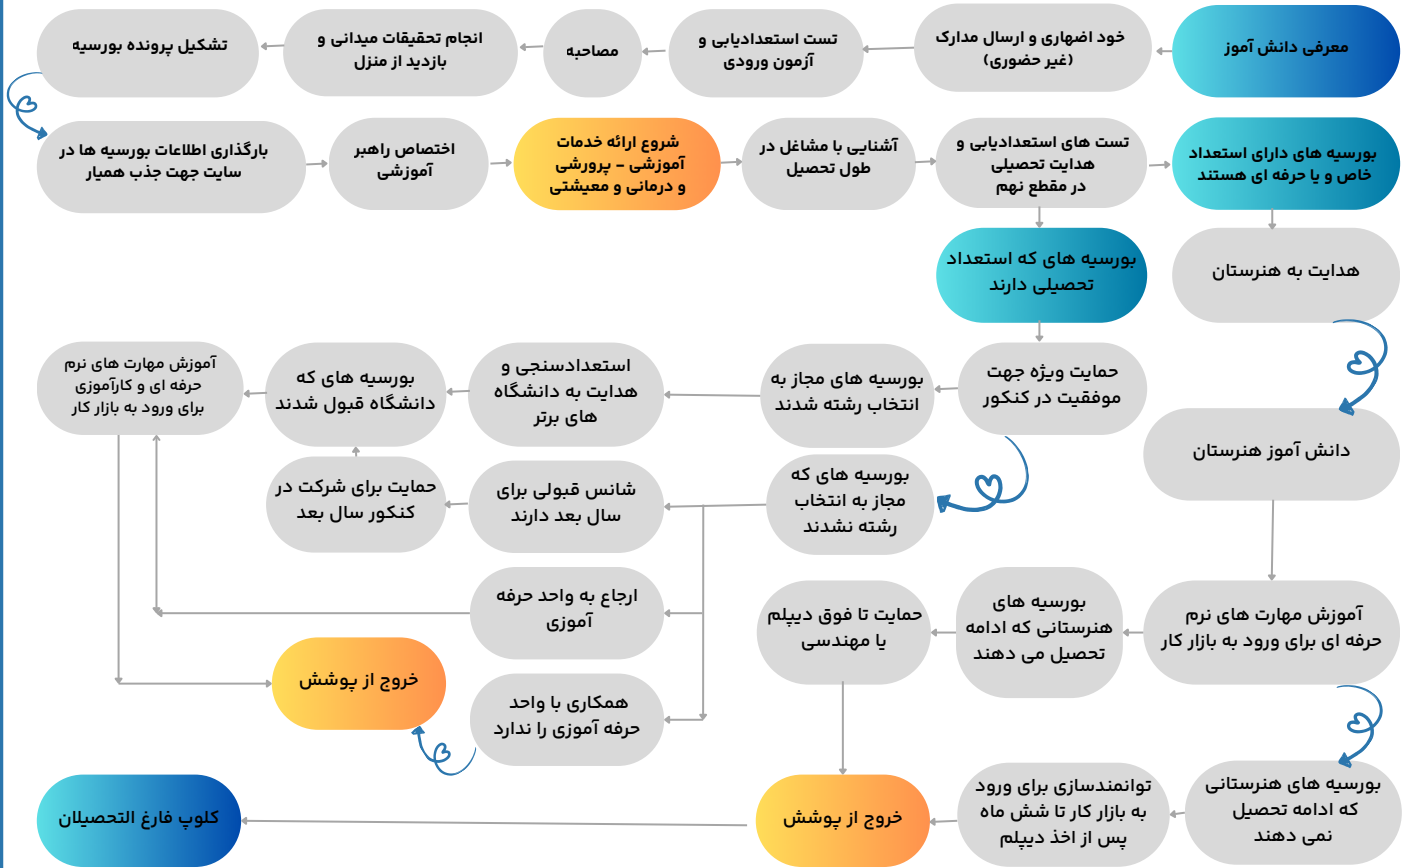 معرفی دانش آموز
خود اضهاری و ارسال مدارک
(غیر حضوری)
تست استعدادیابی و
آزمون ورودی
مصاحبه
انجام تحقیقات میدانی و
بازدید از منزل
تشکیل پرونده بورسیه
بارگذاری اطلاعات بورسیه ها در
سایت جهت جذب همیار
اختصاص راهبر
آموزشی
شروع ارائه خدمات
آموزشی - پرورشی
و درمانی و معیشتی
آشنایی با مشاغل در
طول تحصیل
تست های استعدادیابی و
هدایت تحصیلی
در مقطع نهم
بورسیه های دارای استعداد
خاص و یا حرفه ای هستند
هدایت به هنرستان
بورسیه های که استعداد
تحصیلی دارند
حمایت ویژه جهت
موفقیت در کنکور
بورسیه های مجاز به
انتخاب رشته شدند
استعدادسنجی و
هدایت به دانشگاه
های برتر
بورسیه های که
دانشگاه قبول شدند
آموزش مهارت های نرم
حرفه ای و کارآموزی
برای ورود به بازار کار
دانش آموز هنرستان
بورسیه های که
مجاز به انتخاب
رشته نشدند
شانس قبولی برای
سال بعد دارند
حمایت برای شرکت در
کنکور سال بعد
ارجاع به واحد حرفه
آموزی
همکاری با واحد
حرفه آموزی را ندارد
خروج از پوشش
آموزش مهارت های نرم
حرفه ای برای ورود به بازار کار
بورسیه های
هنرستانی که ادامه
تحصیل می دهند
حمایت تا فوق دیپلم
یا مهندسی
بورسیه های هنرستانی
که ادامه تحصیل
نمی دهند
توانمندسازی برای ورود
به بازار کار تا شش ماه
پس از اخذ دیپلم
خروج از پوشش
کلوپ فارغ التحصیلان